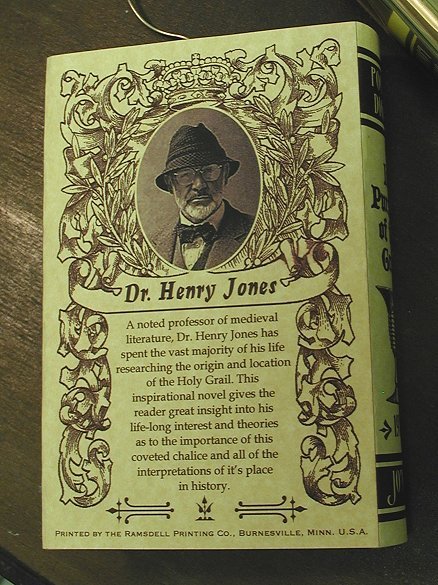 Dr. Henry Jones
A noted professor of medieval
literature, Dr. Henry Jones has
spent the vast majority of his life
researching the origin and location
of the Holy Grail. This
inspirational novel gives the
reader great insight into his
life-long interest and theories
as to the importance of this
coveted chalice and all of the
interpretations of it's place
in history.
Printed by the Ramsdell Printing Co., Burnesville, Minn. U.S.A.
of